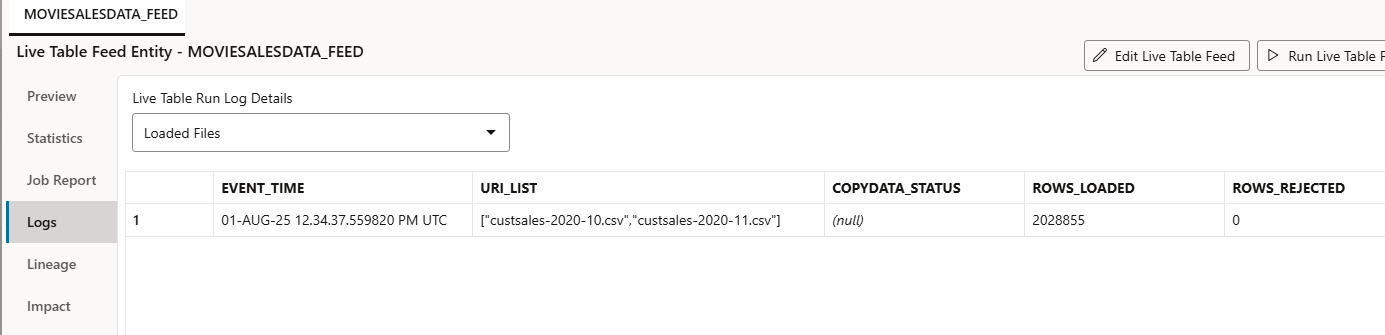 MOVIESALESDATA_FEED
Live Table Feed Entity - MOVIESALESDATA_FEED
Edit Live Table Feed
Run Live Table F
Preview
Statistics
Job Report
Logs
Lineage
Impact
Live Table Run Log Details
Loaded Files
EVENT_TIME URI_LIST COPYDATA_STATUS ROWS_LOADED ROWS_REJECTED
1 01-AUG-25 12.34.37.559820 PM UTC ["custsales-2020-10.csv","custsales-2020-11.csv"] (null) 2028855 0